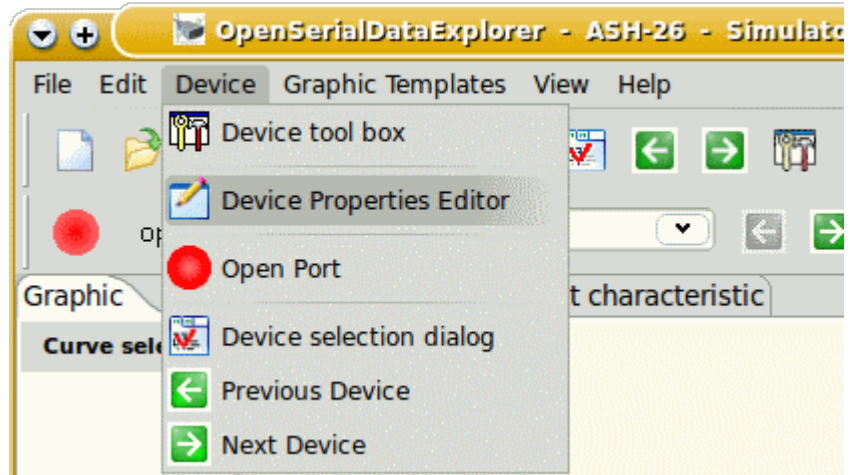 OpenSerialDataExplorer - ASH-26 - Simulato
File Edit Device Graphic Templates View Help
Device tool box
Device Properties Editor
Open Port
Graphic t characteristic
Curve sele
Device selection dialog
Previous Device
Next Device